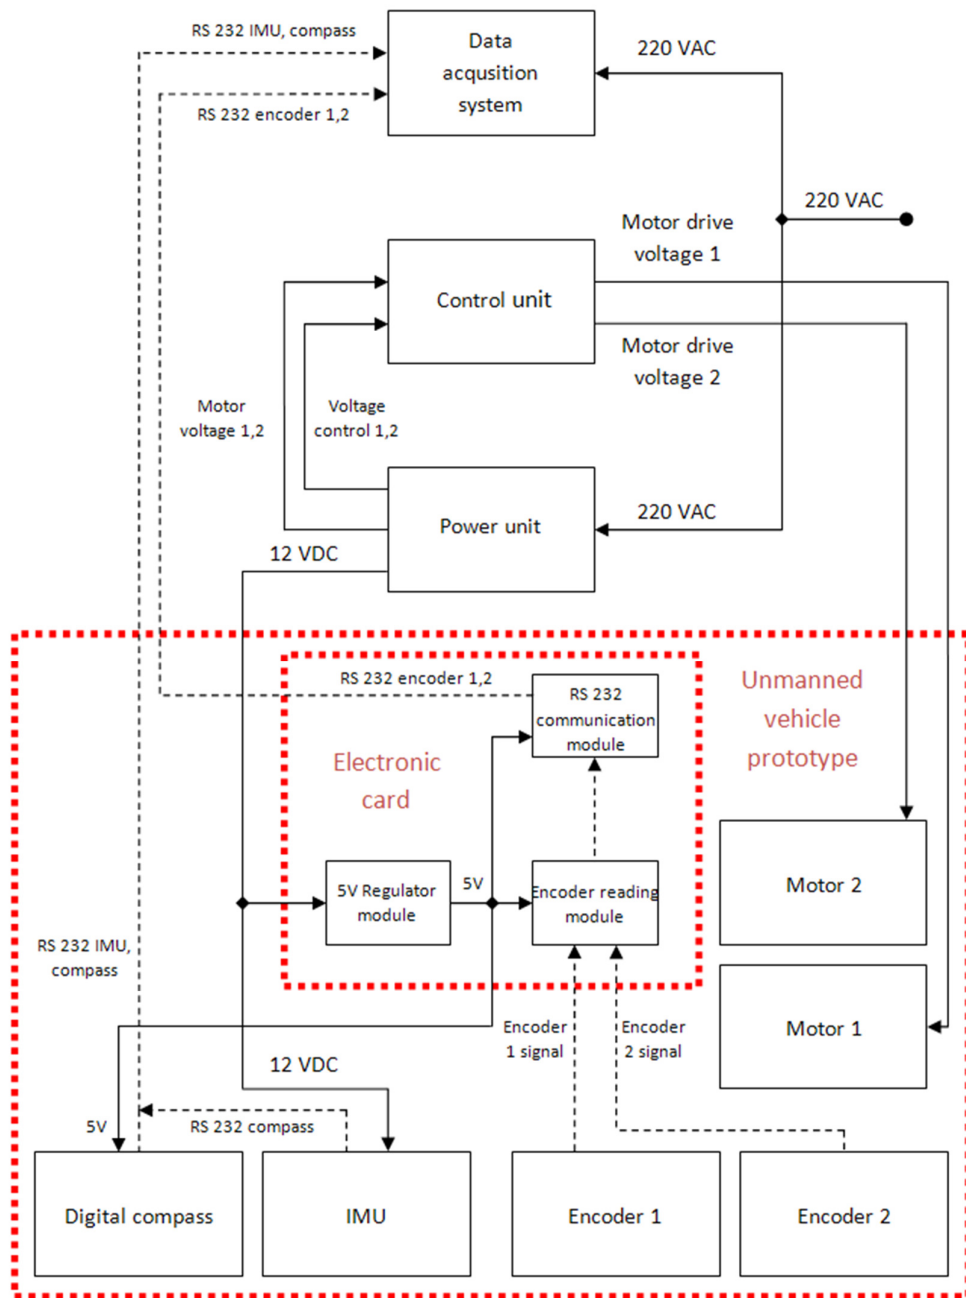 RS 232 IMU, compass
Data
acqusition
system
220 VAC
RS 232 encoder 1,2
220 VAC
Motor drive
voltage 1
Control unit
Motor drive
voltage 2
Motor
voltage 1,2
Voltage
control 1,2
Power unit
220 VAC
12 VDC
RS 232 encoder 1,2
RS 232
communication
module
Unmanned
vehicle
prototype
Electronic
card
Motor 2
5V Regulator
module
5V
Encoder reading
module
RS 232 IMU,
compass
Encoder
1 signal
Encoder
2 signal
Motor 1
12 VDC
5V
RS 232 compass
Digital compass
IMU
Encoder 1
Encoder 2